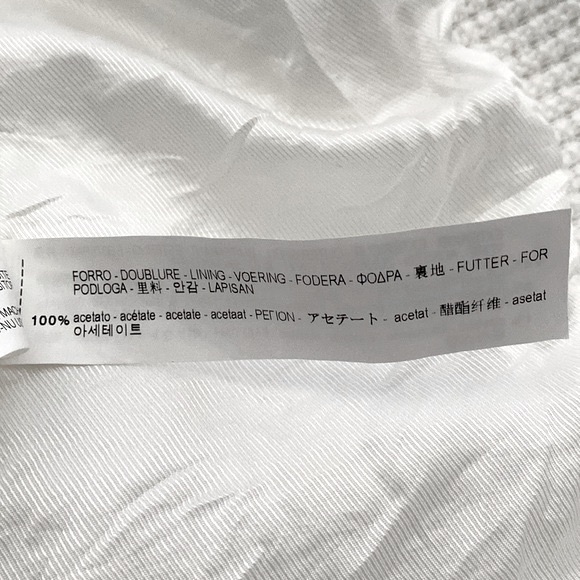 FORRO - DOUBLURE - LINING - VOERING - FODERA - ΦΟΔΡΑ - 裏地 - FUTTER - FOR
PODLOGA - 里料 - 안감 - LAPISAN
100% acetato - acétate - acetate - acetaat - ΡΕΓΙΟΝ - アセテート - acetat - 醋酯纤维 - asetat
아세테이트